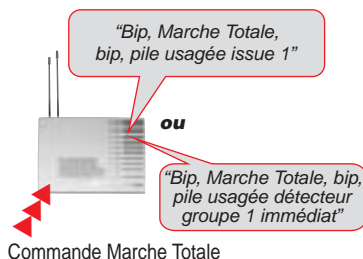 “Bip, Marche Totale,
bip, pile usagée issue 1”
ou
“Bip, Marche Totale, bip,
pile usagée détecteur
groupe 1 immédiat”
Commande Marche Totale